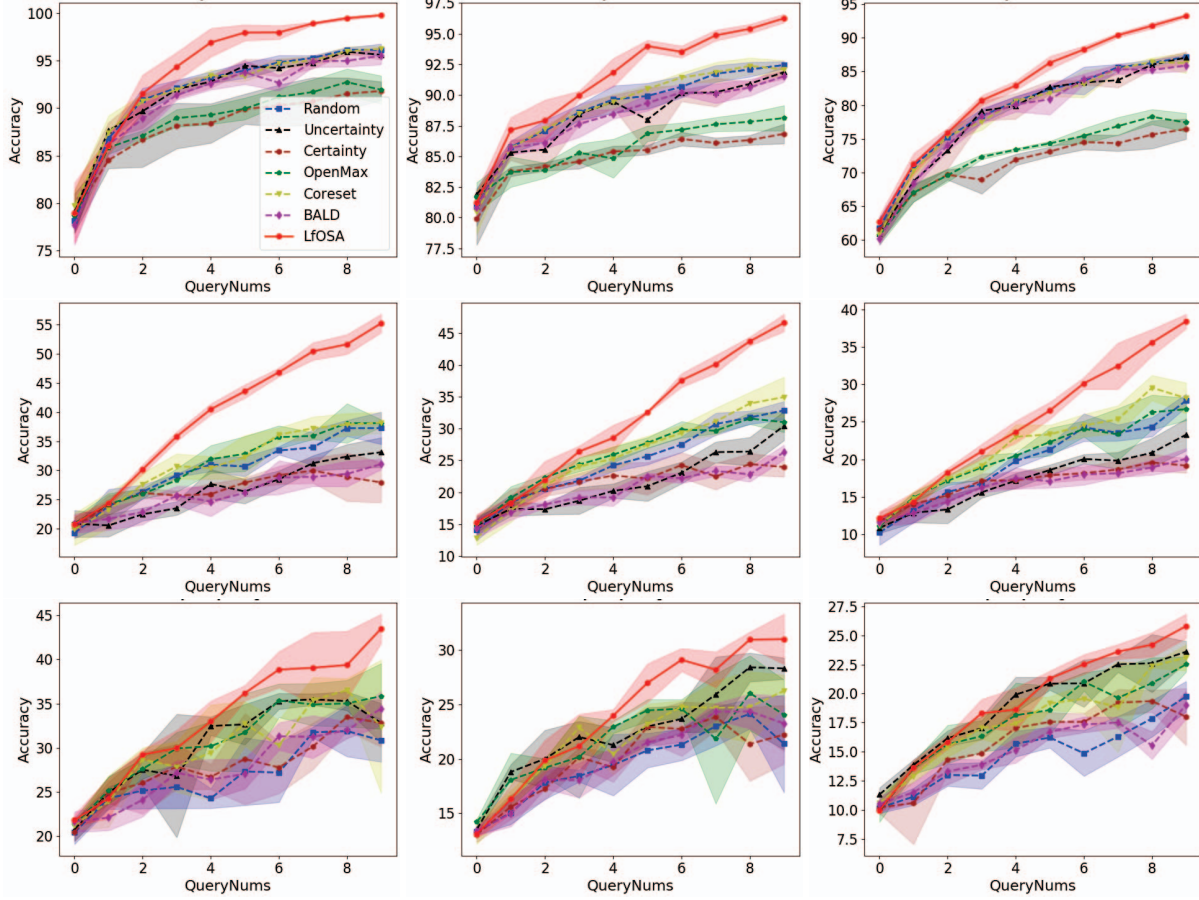 100
95
90
85
80
75
Accuracy
0 2 4 6 8
QueryNums
Random
Uncertainty
Certainty
OpenMax
Coreset
BALD
LfOSA
97.5
95.0
92.5
90.0
87.5
85.0
82.5
80.0
77.5
Accuracy
0 2 4 6 8
QueryNums
95
90
85
80
75
70
65
60
Accuracy
0 2 4 6 8
QueryNums
55
50
45
40
35
30
25
20
Accuracy
0 2 4 6 8
QueryNums
45
40
35
30
25
20
15
10
Accuracy
0 2 4 6 8
QueryNums
40
35
30
25
20
15
10
Accuracy
0 2 4 6 8
QueryNums
45
40
35
30
25
20
Accuracy
0 2 4 6 8
QueryNums
30
25
20
15
Accuracy
0 2 4 6 8
QueryNums
27.5
25.0
22.5
20.0
17.5
15.0
12.5
10.0
7.5
Accuracy
0 2 4 6 8
QueryNums